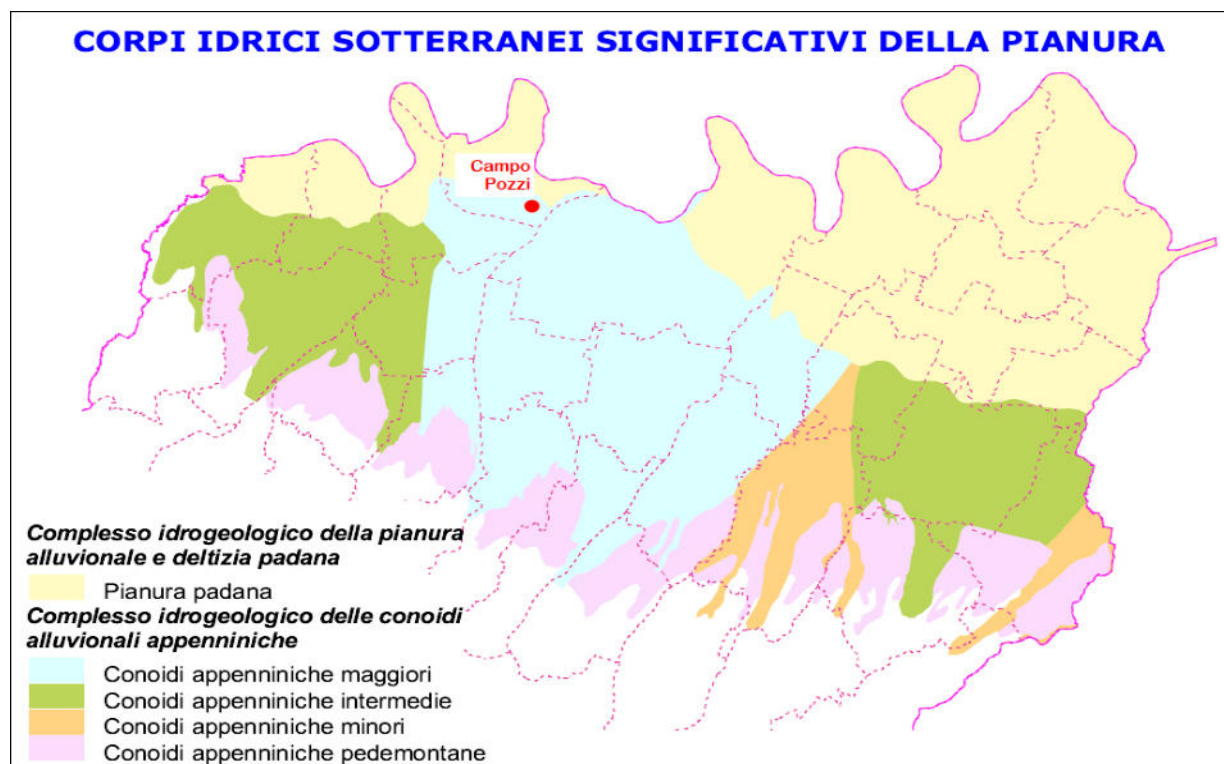 CORPI IDRICI SOTTERRANEI SIGNIFICATIVI DELLA PIANURA
Campo
Pozzi
Complesso idrogeologico della pianura
alluvionale e deltizia padana
Pianura padana
Complesso idrogeologico delle conoidi
alluvionali appenniniche
Conoidi appenniniche maggiori
Conoidi appenniniche intermedie
Conoidi appenniniche minori
Conoidi appenniniche pedemontane